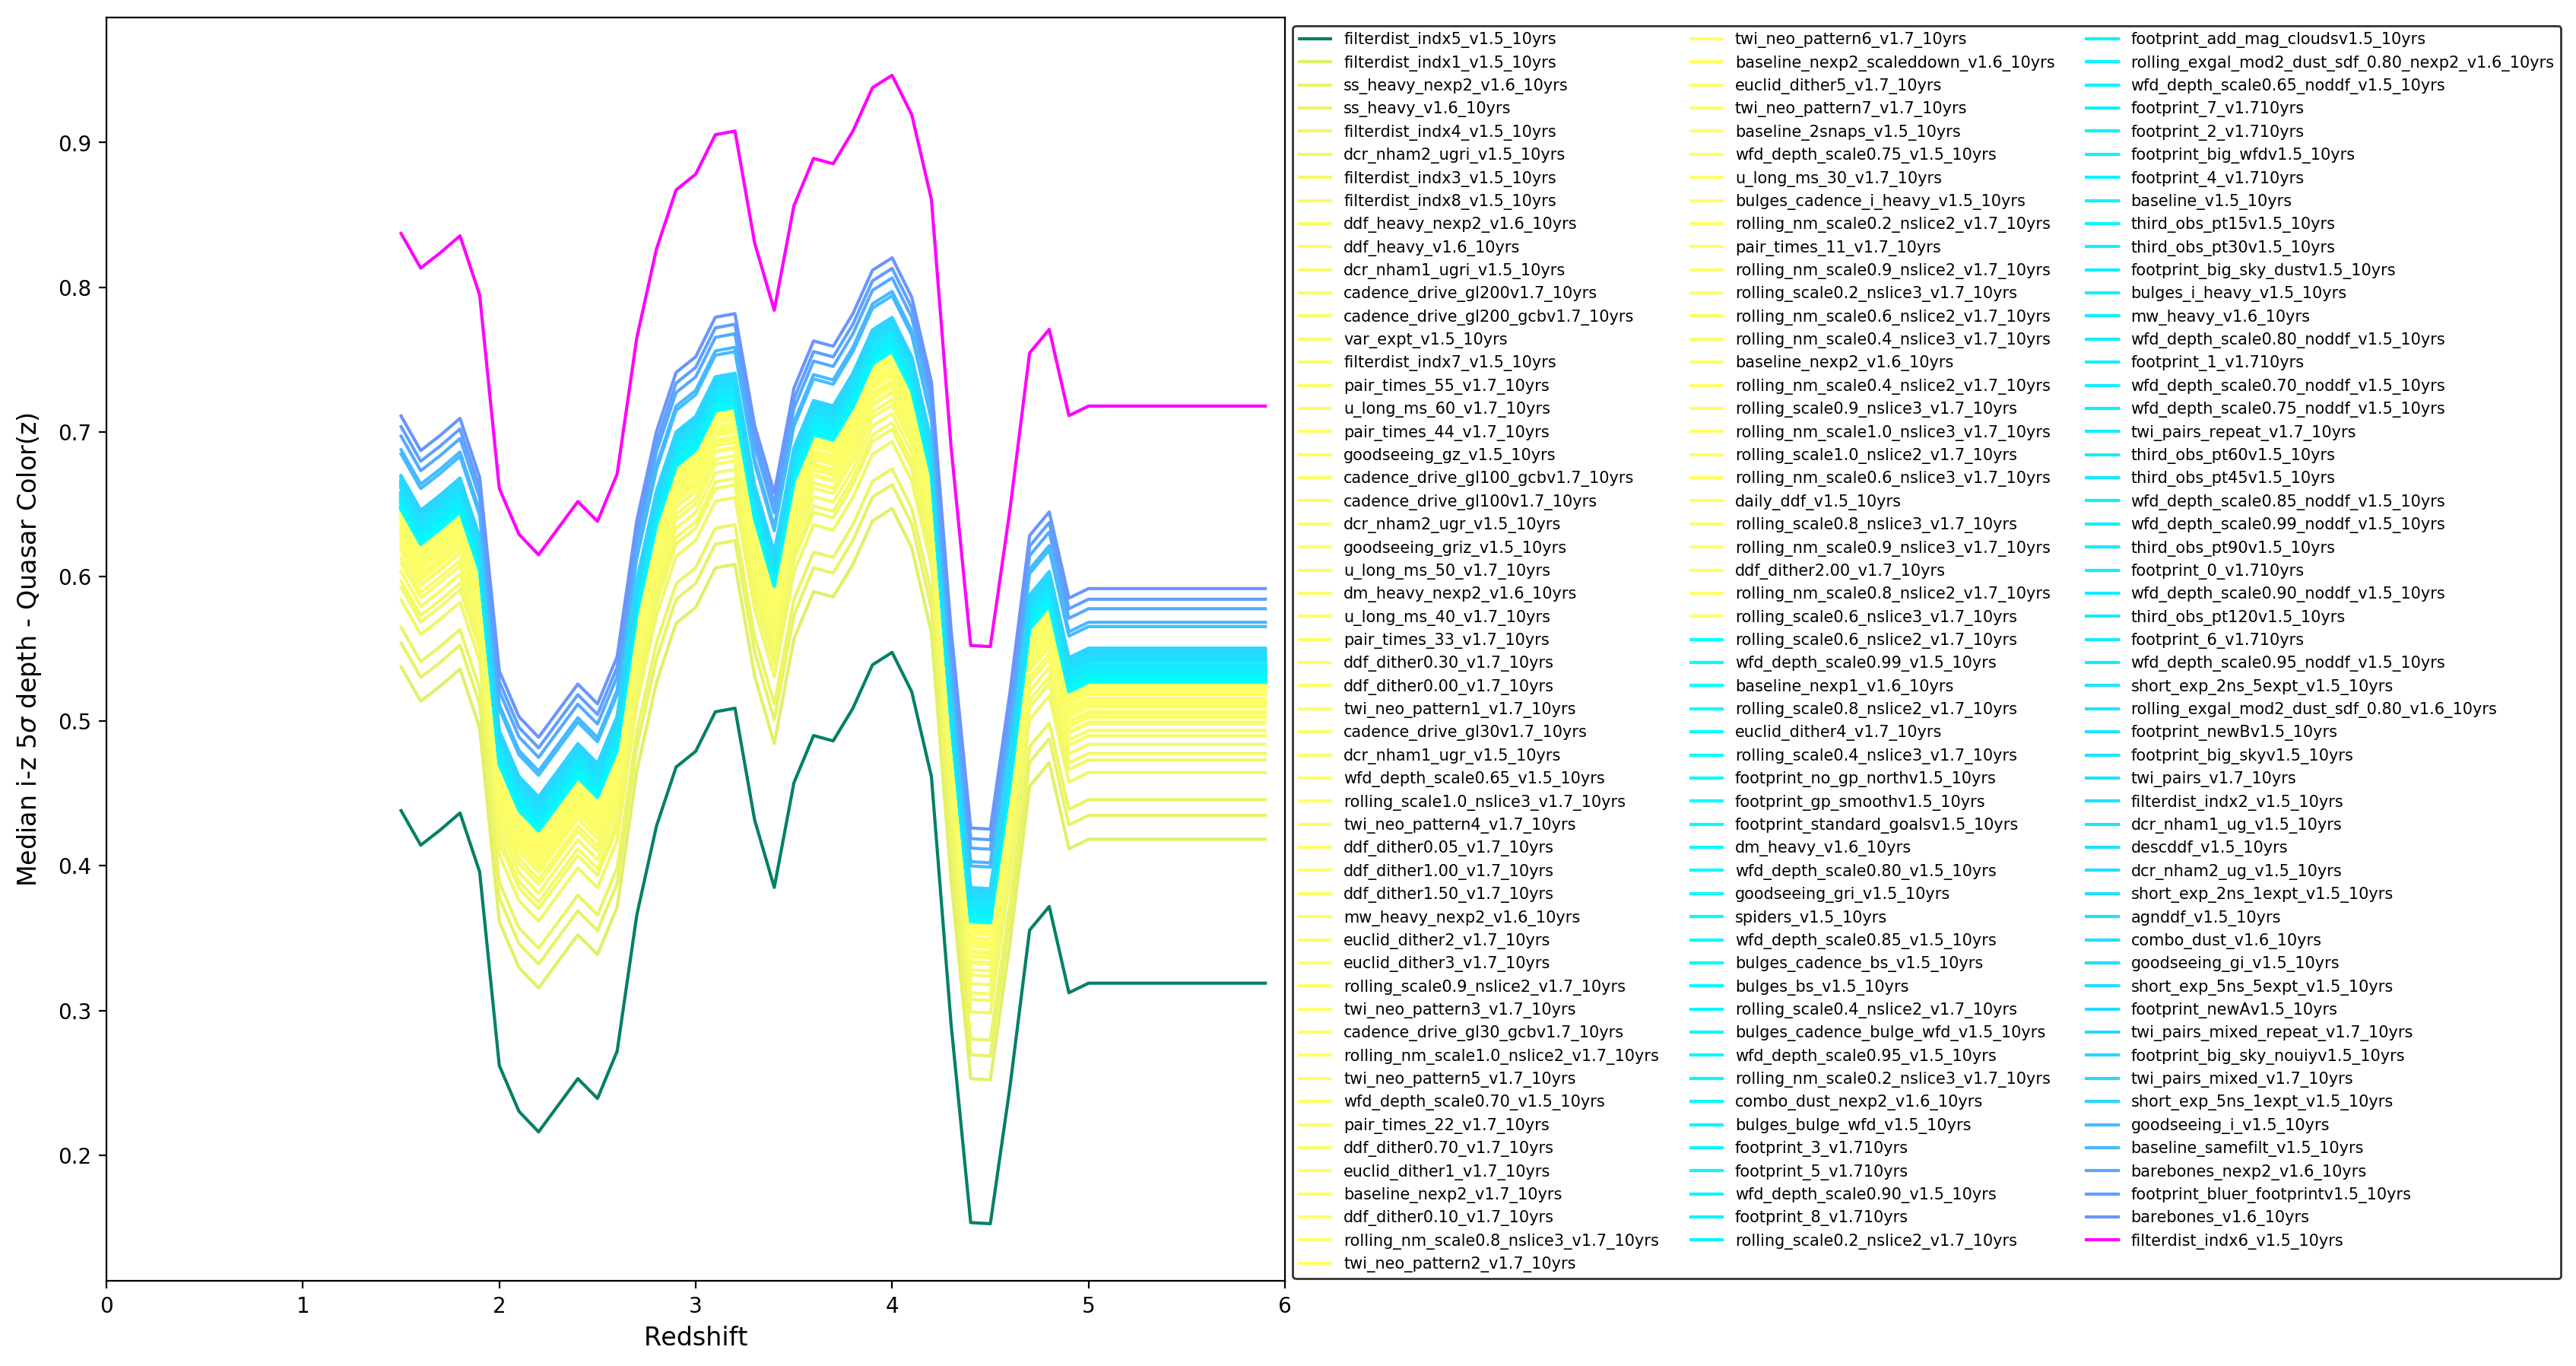 Median i-z 5σ depth - Quasar Color(z)
0.9
0.8
0.7
0.6
0.5
0.4
0.3
0.2
0
1
2
3
4
5
6
Redshift
filterdist_indx5_v1.5_10yrs
filterdist_indx1_v1.5_10yrs
ss_heavy_nexp2_v1.6_10yrs
ss_heavy_v1.6_10yrs
filterdist_indx4_v1.5_10yrs
dcr_nham2_ugri_v1.5_10yrs
filterdist_indx3_v1.5_10yrs
filterdist_indx8_v1.5_10yrs
ddf_heavy_nexp2_v1.6_10yrs
ddf_heavy_v1.6_10yrs
dcr_nham1_ugri_v1.5_10yrs
cadence_drive_gl200v1.7_10yrs
cadence_drive_gl200_gcbv1.7_10yrs
var_expt_v1.5_10yrs
filterdist_indx7_v1.5_10yrs
pair_times_55_v1.7_10yrs
u_long_ms_60_v1.7_10yrs
pair_times_44_v1.7_10yrs
goodseeing_gz_v1.5_10yrs
cadence_drive_gl100_gcbv1.7_10yrs
cadence_drive_gl100v1.7_10yrs
dcr_nham2_ugr_v1.5_10yrs
goodseeing_griz_v1.5_10yrs
u_long_ms_50_v1.7_10yrs
dm_heavy_nexp2_v1.6_10yrs
u_long_ms_40_v1.7_10yrs
pair_times_33_v1.7_10yrs
ddf_dither0.30_v1.7_10yrs
ddf_dither0.00_v1.7_10yrs
twi_neo_pattern1_v1.7_10yrs
cadence_drive_gl30v1.7_10yrs
dcr_nham1_ugr_v1.5_10yrs
wfd_depth_scale0.65_v1.5_10yrs
rolling_scale1.0_nslice3_v1.7_10yrs
twi_neo_pattern4_v1.7_10yrs
ddf_dither0.05_v1.7_10yrs
ddf_dither1.00_v1.7_10yrs
ddf_dither1.50_v1.7_10yrs
mw_heavy_nexp2_v1.6_10yrs
euclid_dither2_v1.7_10yrs
euclid_dither3_v1.7_10yrs
rolling_scale0.9_nslice2_v1.7_10yrs
twi_neo_pattern3_v1.7_10yrs
cadence_drive_gl30_gcbv1.7_10yrs
rolling_nm_scale1.0_nslice2_v1.7_10yrs
twi_neo_pattern5_v1.7_10yrs
wfd_depth_scale0.70_v1.5_10yrs
pair_times_22_v1.7_10yrs
ddf_dither0.70_v1.7_10yrs
euclid_dither1_v1.7_10yrs
baseline_nexp2_v1.7_10yrs
ddf_dither0.10_v1.7_10yrs
rolling_nm_scale0.8_nslice3_v1.7_10yrs
twi_neo_pattern2_v1.7_10yrs
twi_neo_pattern6_v1.7_10yrs
baseline_nexp2_scaleddown_v1.6_10yrs
euclid_dither5_v1.7_10yrs
twi_neo_pattern7_v1.7_10yrs
baseline_2snaps_v1.5_10yrs
wfd_depth_scale0.75_v1.5_10yrs
u_long_ms_30_v1.7_10yrs
bulges_cadence_i_heavy_v1.5_10yrs
rolling_nm_scale0.2_nslice2_v1.7_10yrs
pair_times_11_v1.7_10yrs
rolling_nm_scale0.9_nslice2_v1.7_10yrs
rolling_scale0.2_nslice3_v1.7_10yrs
rolling_nm_scale0.6_nslice2_v1.7_10yrs
rolling_nm_scale0.4_nslice3_v1.7_10yrs
baseline_nexp2_v1.6_10yrs
rolling_nm_scale0.4_nslice2_v1.7_10yrs
rolling_scale0.9_nslice3_v1.7_10yrs
rolling_nm_scale1.0_nslice3_v1.7_10yrs
rolling_scale1.0_nslice2_v1.7_10yrs
rolling_nm_scale0.6_nslice3_v1.7_10yrs
daily_ddf_v1.5_10yrs
rolling_scale0.8_nslice3_v1.7_10yrs
rolling_nm_scale0.9_nslice3_v1.7_10yrs
ddf_dither2.00_v1.7_10yrs
rolling_nm_scale0.8_nslice2_v1.7_10yrs
rolling_scale0.6_nslice3_v1.7_10yrs
rolling_scale0.6_nslice2_v1.7_10yrs
wfd_depth_scale0.99_v1.5_10yrs
baseline_nexp1_v1.6_10yrs
rolling_scale0.8_nslice2_v1.7_10yrs
euclid_dither4_v1.7_10yrs
rolling_scale0.4_nslice3_v1.7_10yrs
footprint_no_gp_northv1.5_10yrs
footprint_gp_smoothv1.5_10yrs
footprint_standard_goalsv1.5_10yrs
dm_heavy_v1.6_10yrs
wfd_depth_scale0.80_v1.5_10yrs
goodseeing_gri_v1.5_10yrs
spiders_v1.5_10yrs
wfd_depth_scale0.85_v1.5_10yrs
bulges_cadence_bs_v1.5_10yrs
bulges_bs_v1.5_10yrs
rolling_scale0.4_nslice2_v1.7_10yrs
bulges_cadence_bulge_wfd_v1.5_10yrs
wfd_depth_scale0.95_v1.5_10yrs
rolling_nm_scale0.2_nslice3_v1.7_10yrs
combo_dust_nexp2_v1.6_10yrs
bulges_bulge_wfd_v1.5_10yrs
footprint_3_v1.710yrs
footprint_5_v1.710yrs
wfd_depth_scale0.90_v1.5_10yrs
footprint_8_v1.710yrs
rolling_scale0.2_nslice2_v1.7_10yrs
footprint_add_mag_cloudsv1.5_10yrs
rolling_exgal_mod2_dust_sdf_0.80_nexp2_v1.6_10yrs
wfd_depth_scale0.65_noddf_v1.5_10yrs
footprint_7_v1.710yrs
footprint_2_v1.710yrs
footprint_big_wfdv1.5_10yrs
footprint_4_v1.710yrs
baseline_v1.5_10yrs
third_obs_pt15v1.5_10yrs
third_obs_pt30v1.5_10yrs
footprint_big_sky_dustv1.5_10yrs
bulges_i_heavy_v1.5_10yrs
mw_heavy_v1.6_10yrs
wfd_depth_scale0.80_noddf_v1.5_10yrs
footprint_1_v1.710yrs
wfd_depth_scale0.70_noddf_v1.5_10yrs
wfd_depth_scale0.75_noddf_v1.5_10yrs
twi_pairs_repeat_v1.7_10yrs
third_obs_pt60v1.5_10yrs
third_obs_pt45v1.5_10yrs
wfd_depth_scale0.85_noddf_v1.5_10yrs
wfd_depth_scale0.99_noddf_v1.5_10yrs
third_obs_pt90v1.5_10yrs
footprint_0_v1.710yrs
wfd_depth_scale0.90_noddf_v1.5_10yrs
third_obs_pt120v1.5_10yrs
footprint_6_v1.710yrs
wfd_depth_scale0.95_noddf_v1.5_10yrs
short_exp_2ns_5expt_v1.5_10yrs
rolling_exgal_mod2_dust_sdf_0.80_v1.6_10yrs
footprint_newBv1.5_10yrs
footprint_big_skyv1.5_10yrs
twi_pairs_v1.7_10yrs
filterdist_indx2_v1.5_10yrs
dcr_nham1_ug_v1.5_10yrs
descddf_v1.5_10yrs
dcr_nham2_ug_v1.5_10yrs
short_exp_2ns_1expt_v1.5_10yrs
agnddf_v1.5_10yrs
combo_dust_v1.6_10yrs
goodseeing_gi_v1.5_10yrs
short_exp_5ns_5expt_v1.5_10yrs
footprint_newAv1.5_10yrs
twi_pairs_mixed_repeat_v1.7_10yrs
footprint_big_sky_nouiyv1.5_10yrs
twi_pairs_mixed_v1.7_10yrs
short_exp_5ns_1expt_v1.5_10yrs
goodseeing_i_v1.5_10yrs
baseline_samefilt_v1.5_10yrs
barebones_nexp2_v1.6_10yrs
footprint_bluer_footprintv1.5_10yrs
barebones_v1.6_10yrs
filterdist_indx6_v1.5_10yrs